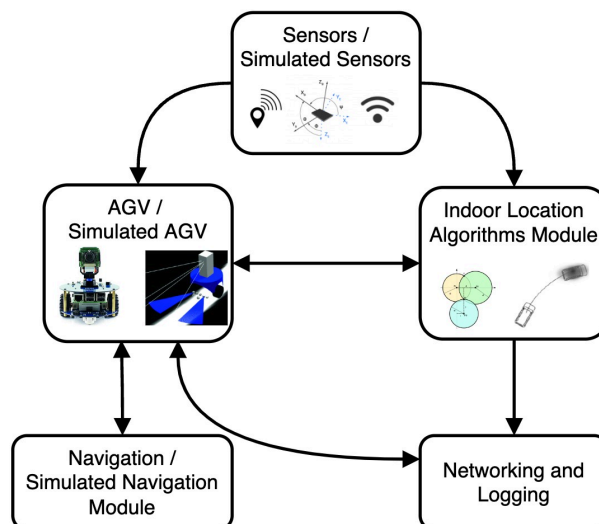 Sensors /
Simulated Sensors
AGV /
Simulated AGV
Indoor Location
Algorithms Module
Navigation /
Simulated Navigation
Module
Networking and
Logging